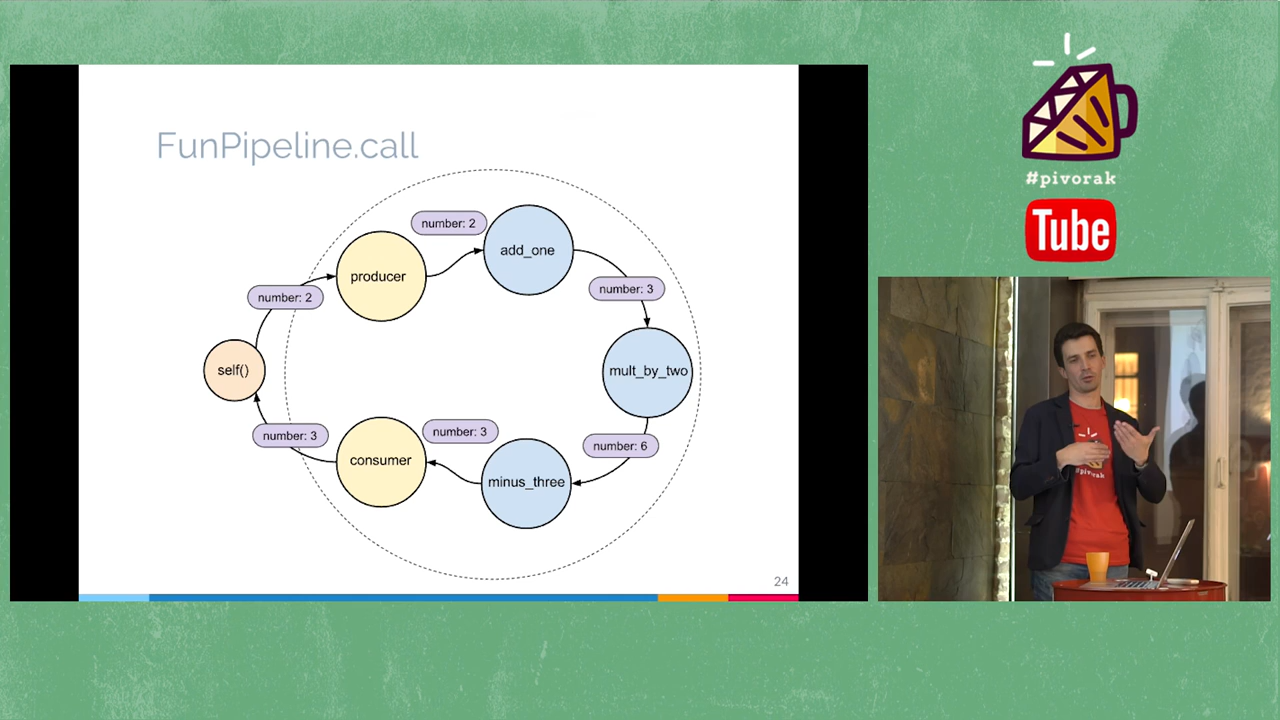 FunPipeline.call
number: 2
add_one
producer
number: 3
number: 2
self()
mult_by_two
number: 3
number: 3
number: 6
consumer
minus_three
24
#pivorak
Tube
#pivorak